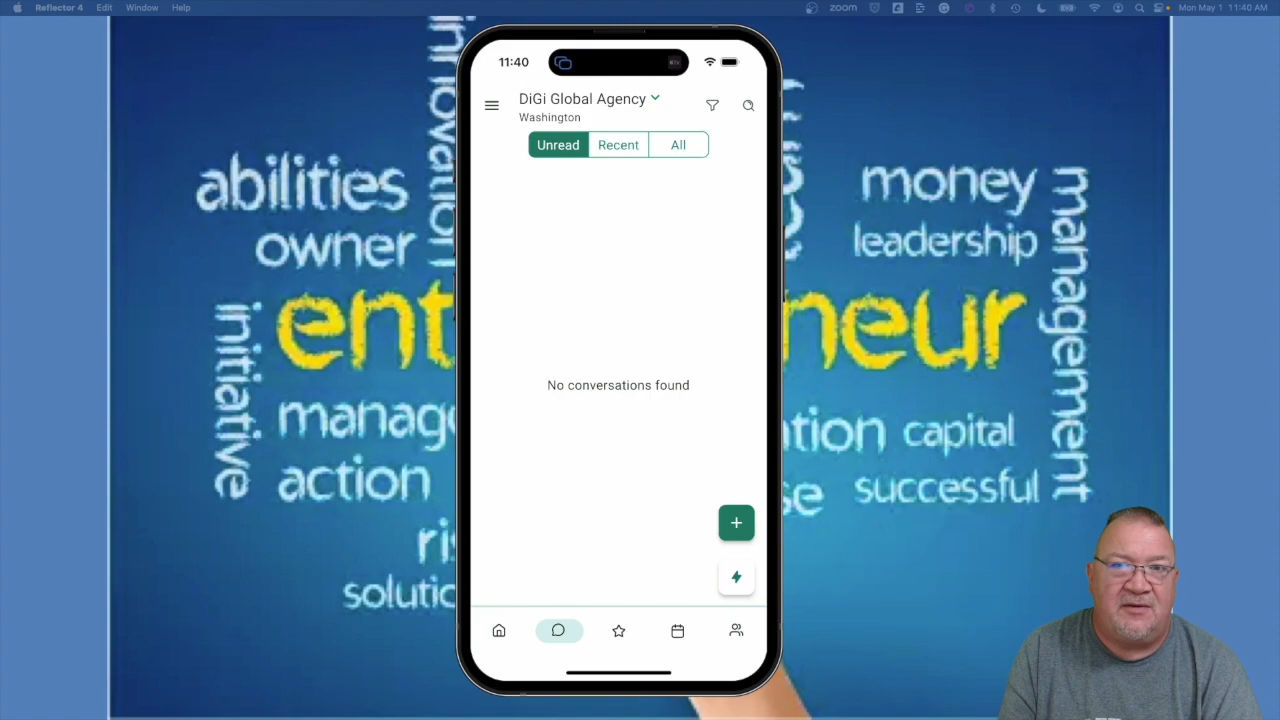 Reflector 4 Edit Window Help zoom Mon May 1 11:40 AM
11:40
DiGi Global Agency
Washington
Unread Recent All
No conversations found
abilities
owner
initiative
action
money
leadership
management
capital
successful